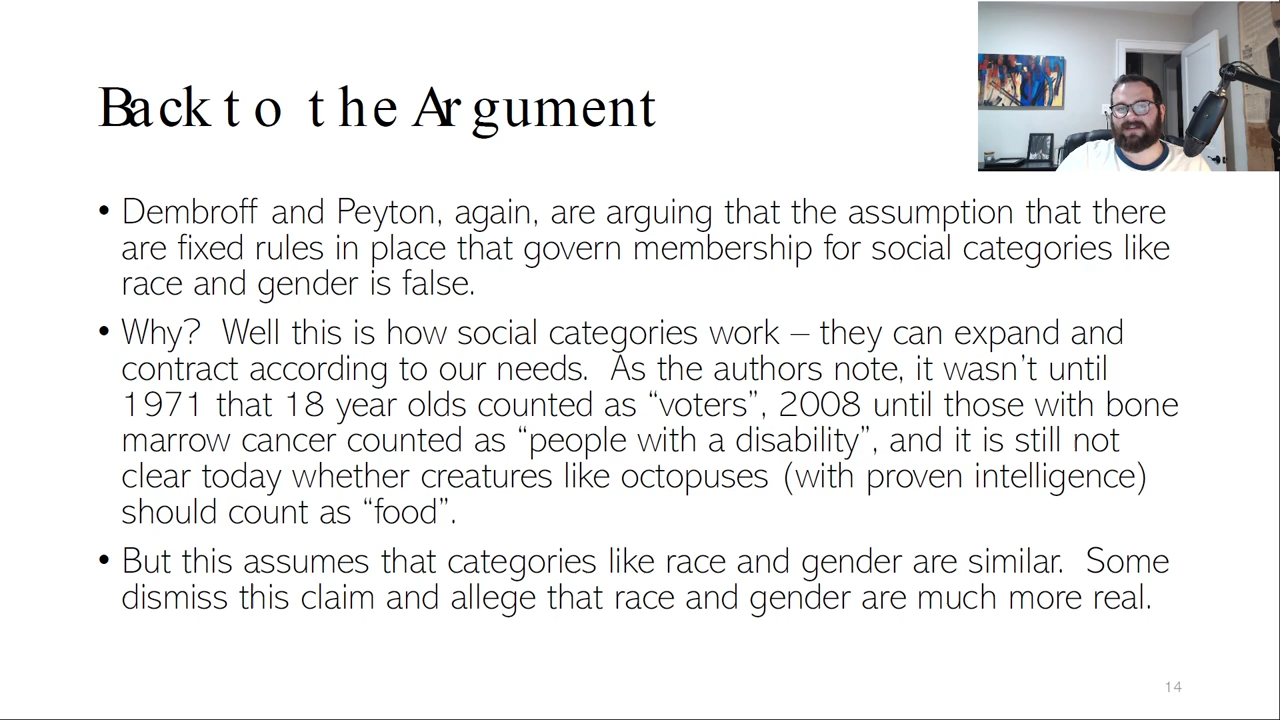 Back to the Argument
• Dembroff and Peyton, again, are arguing that the assumption that there
are fixed rules in place that govern membership for social categories like
race and gender is false.
• Why?  Well this is how social categories work – they can expand and
contract according to our needs.  As the authors note, it wasn't until
1971 that 18 year olds counted as “voters”, 2008 until those with bone
marrow cancer counted as “people with a disability”, and it is still not
clear today whether creatures like octopuses (with proven intelligence)
should count as “food”.
• But this assumes that categories like race and gender are similar.  Some
dismiss this claim and allege that race and gender are much more real.
14